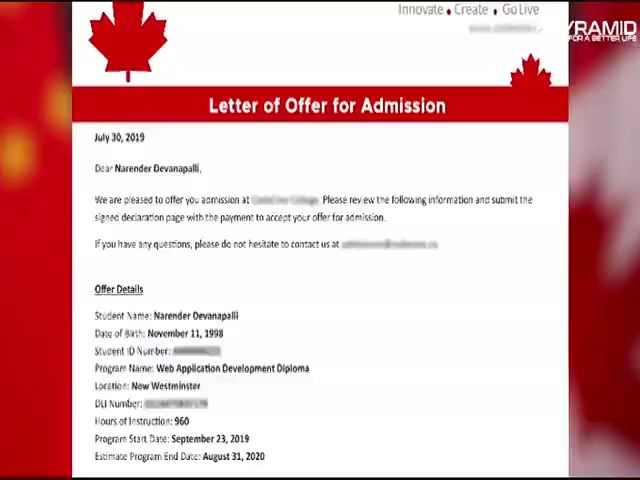 Innovate Create Go Live
YRAMID
FOR A BETTER LIFE
Letter of Offer for Admission
July 30, 2019
Dear Narender Devanapalli,
We are pleased to offer you admission at Please review the following information and submit the
signed declaration page with the payment to accept your offer for admission.
If you have any questions, please do not hesitate to contact us at
Offer Details
Student Name: Narender Devanapalli
Date of Birth: November 11, 1998
Student ID Number:
Program Name: Web Application Development Diploma
Location: New Westminster
DLI Number:
Hours of Instruction: 960
Program Start Date: September 23, 2019
Estimate Program End Date: August 31, 2020